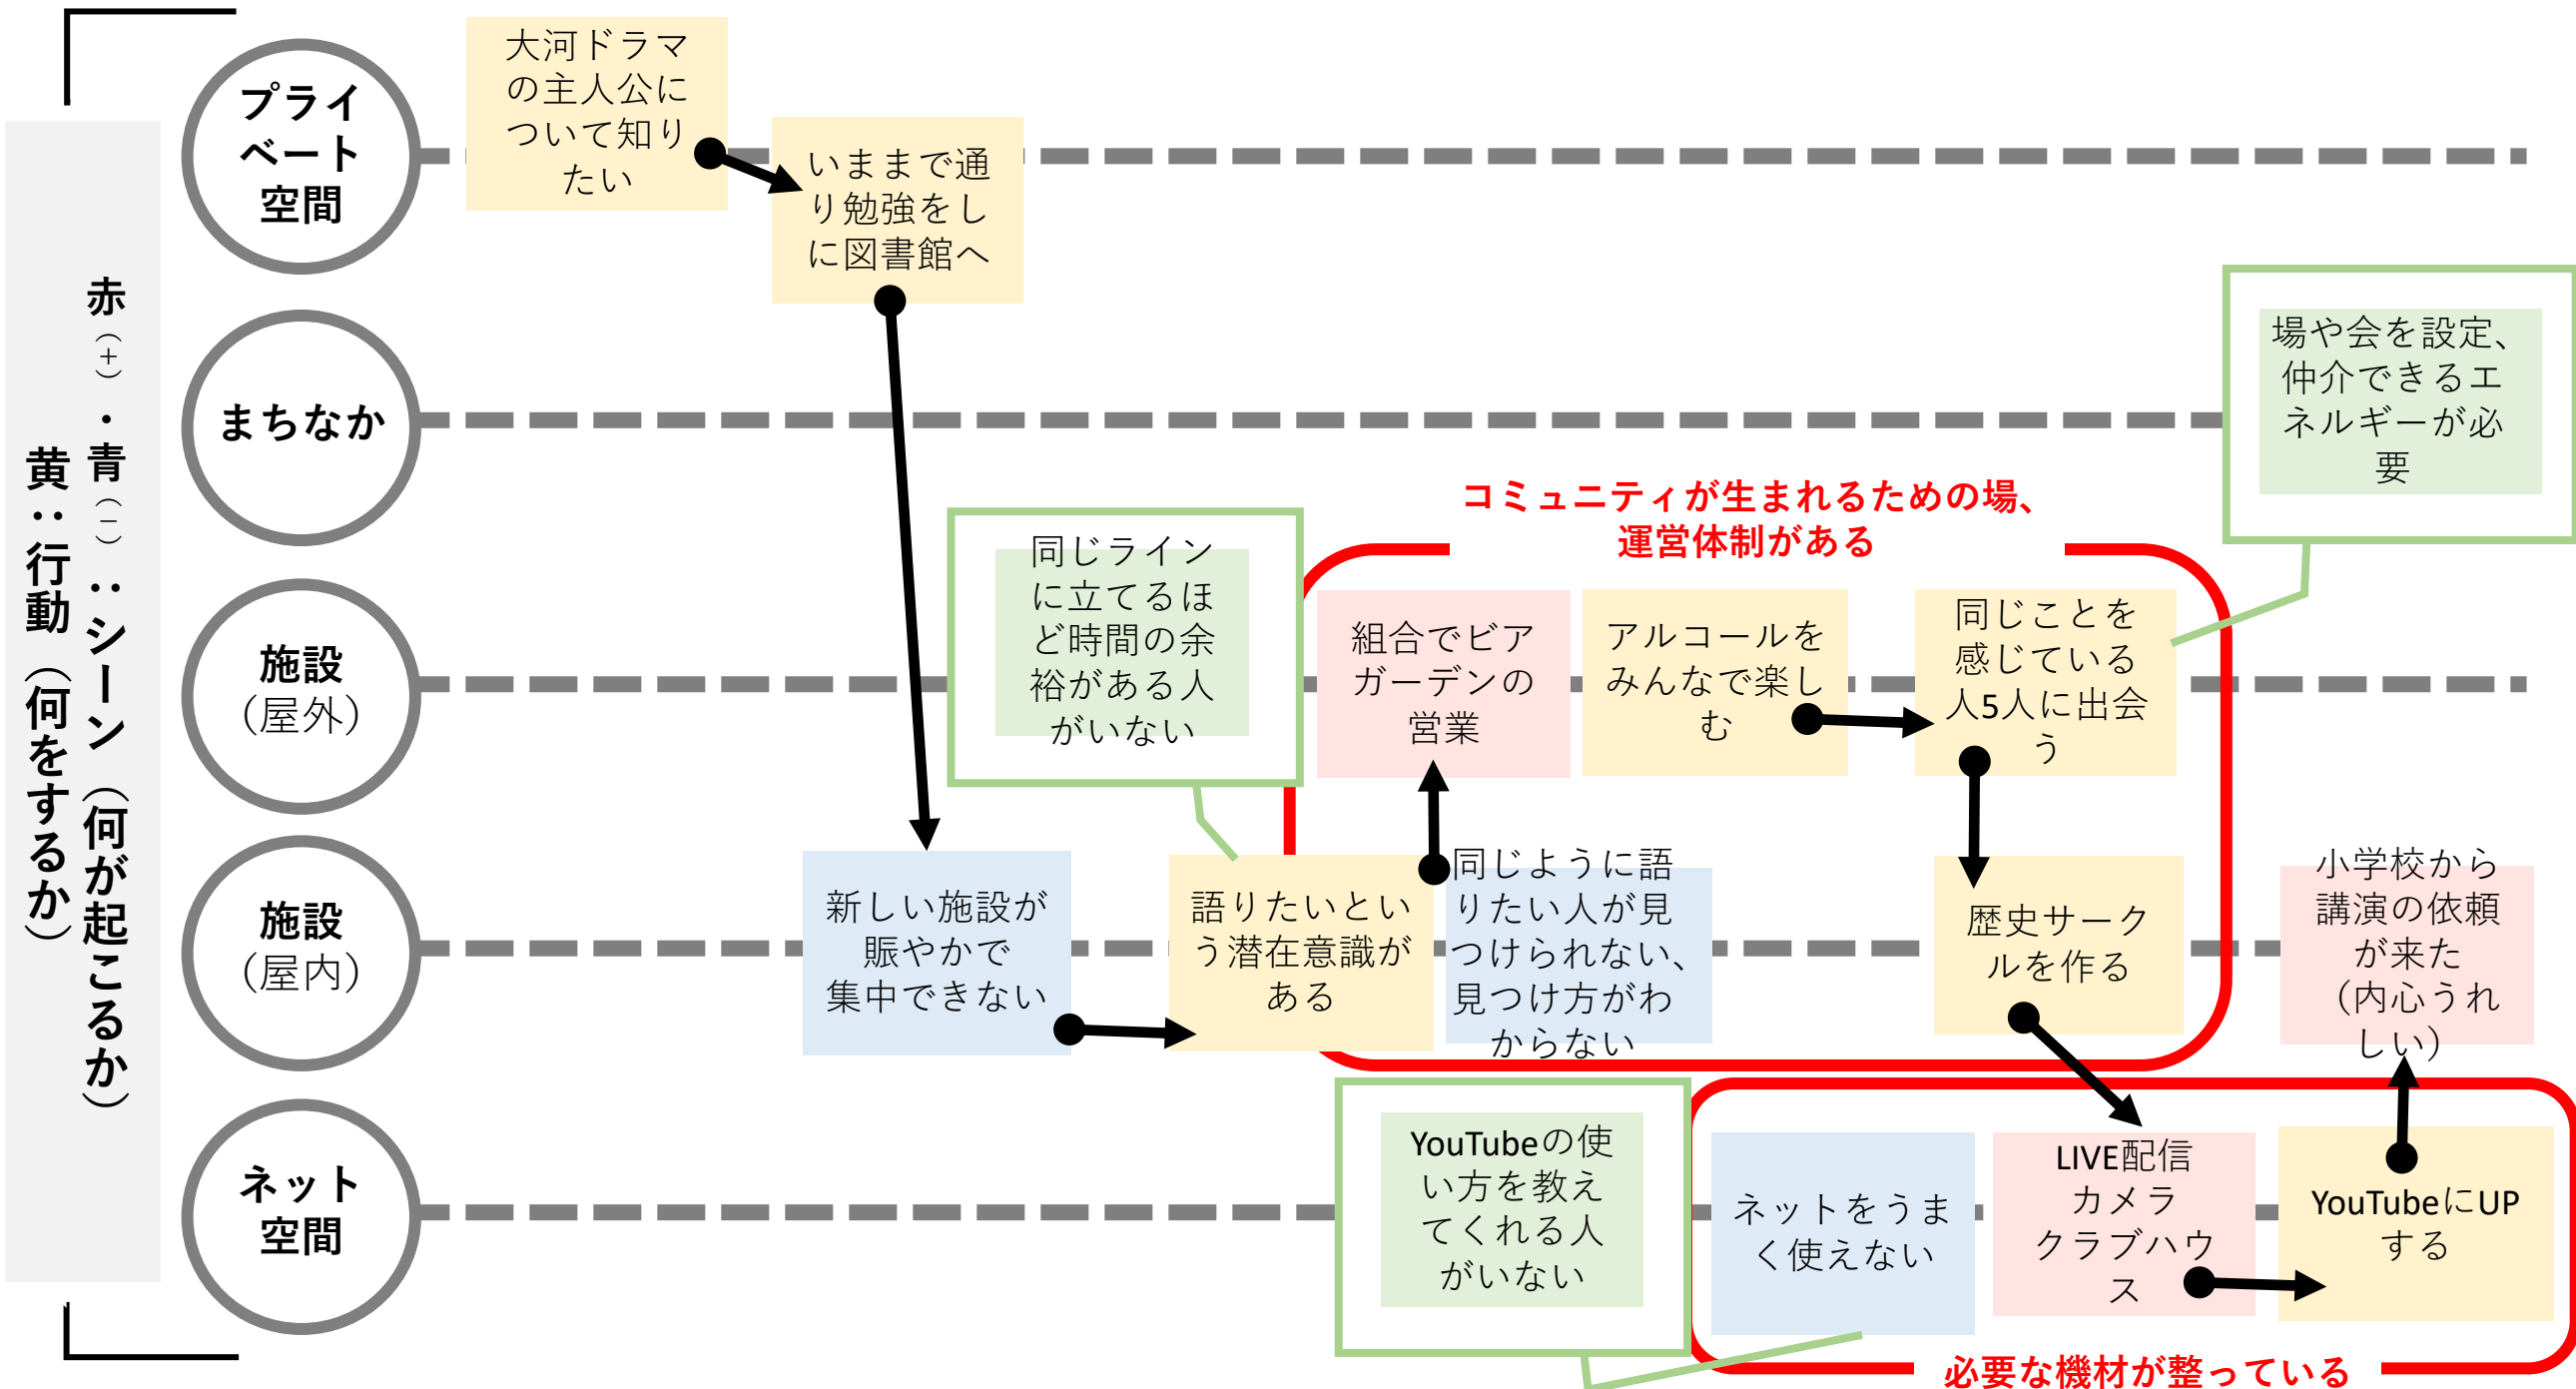 赤（＋）・青（－）：シーン（何が起こるか）
黄：行動（何をするか）
プライ
ベート
空間
大河ドラマ
の主人公に
ついて知り
たい
いままで通
り勉強をし
に図書館へ
まちなか
場や会を設定、
仲介できるエ
ネルギーが必
要
コミュニティが生まれるための場、
運営体制がある
施設
（屋外）
同じライン
に立てるほ
ど時間の余
裕がある人
がいない
組合でビア
ガーデンの
営業
アルコールを
みんなで楽し
む
同じことを
感じている
人5人に出会
う
施設
（屋内）
新しい施設が
賑やかで
集中できない
語りたいとい
う潜在意識が
ある
同じように語
りたい人が見
つけられない、
見つけ方がわ
からない
歴史サーク
ルを作る
小学校から
講演の依頼
が来た
（内心うれ
しい）
ネット
空間
YouTubeの使
い方を教え
てくれる人
がいない
ネットをうま
く使えない
LIVE配信
カメラ
クラブハウ
ス
YouTubeにUP
する
必要な機材が整っている